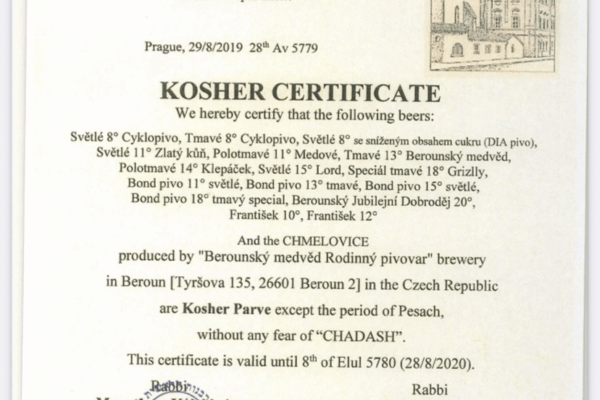 Prague, 29/8/2019 28th Av 5779
KOSHER CERTIFICATE
We hereby certify that the following beers:
Světlé 8° Cyklopivo, Tmavé 8° Cyklopivo, Světlé 8° se sníženým obsahem cukru (DIA pivo),
Světlé 11° Zlatý kůň, Polotmavé 11° Medové, Tmavé 13° Berounský medvěd,
Polotmavé 14° Klepáček, Světlé 15° Lord, Speciál tmavé 18° Grizlly,
Bond pivo 11° světlé, Bond pivo 13° tmavé, Bond pivo 15° světlé,
Bond pivo 18° tmavý special, Berounský Jubilejní Dobroděj 20°,
František 10°, František 12°
And the CHMELOVICE
produced by "Berounský medvěd Rodinný pivovar" brewery
in Beroun [Tyršova 135, 26601 Beroun 2] in the Czech Republic
are Kosher Parve except the period of Pesach,
without any fear of “CHADASH”.
This certificate is valid until 8th of Elul 5780 (28/8/2020).
Rabbi Rabbi